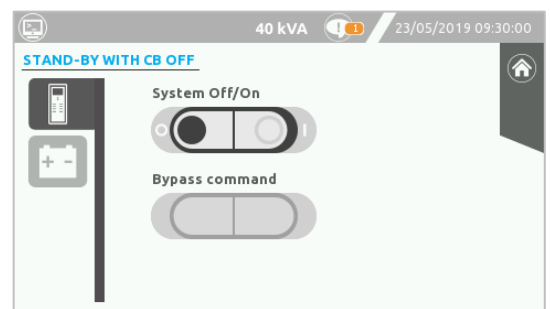 40 kVA 1 23/05/2019 09:30:00
STAND-BY WITH CB OFF
System Off/On
O I
Bypass command
+ -